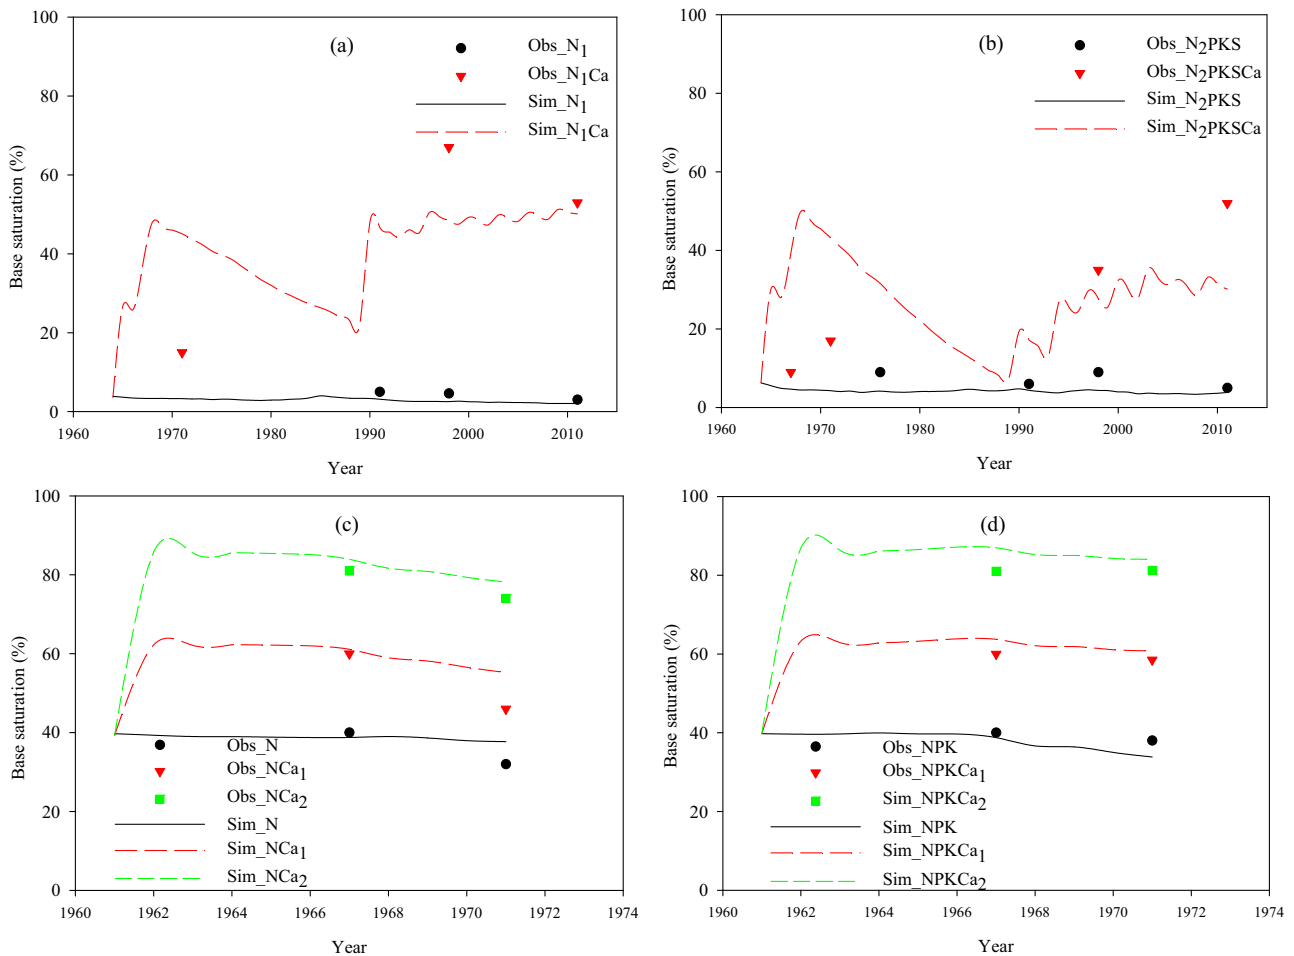 (a)
Obs_N1
Obs_N1Ca
Sim_N1
Sim_N1Ca
Base saturation (%)
100
80
60
40
20
0
1960 1970 1980 1990 2000 2010
Year
(b)
Obs_N2PKS
Obs_N2PKSCa
Sim_N2PKS
Sim_N2PKSCa
Base saturation (%)
100
80
60
40
20
0
1960 1970 1980 1990 2000 2010
Year
(c)
Obs_N
Obs_NCa1
Obs_NCa2
Sim_N
Sim_NCa1
Sim_NCa2
Base saturation (%)
100
80
60
40
20
0
1960 1962 1964 1966 1968 1970 1972 1974
Year
(d)
Obs_NPK
Obs_NPKCa1
Sim_NPKCa2
Sim_NPK
Sim_NPKCa1
Sim_NPKCa2
Base saturation (%)
100
80
60
40
20
0
1960 1962 1964 1966 1968 1970 1972 1974
Year